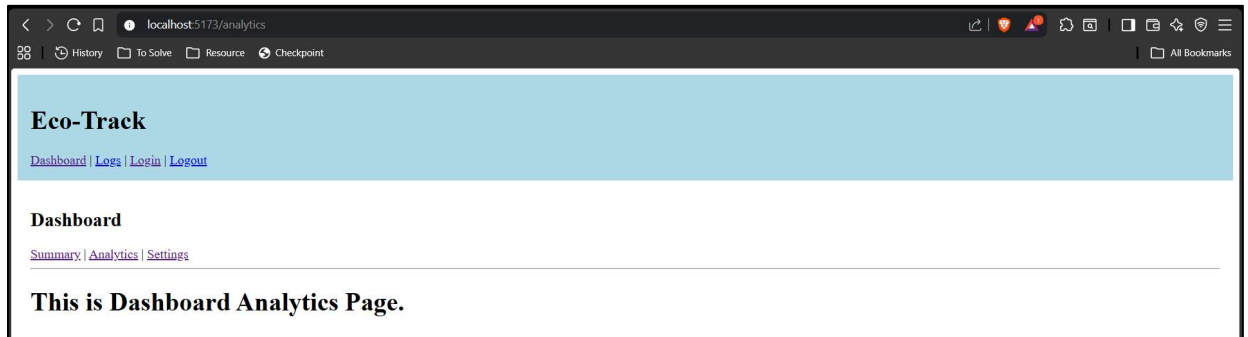 localhost:5173/analytics
History To Solve Resource Checkpoint All Bookmarks
Eco-Track
Dashboard | Logs | Login | Logout
Dashboard
Summary | Analytics | Settings
This is Dashboard Analytics Page.